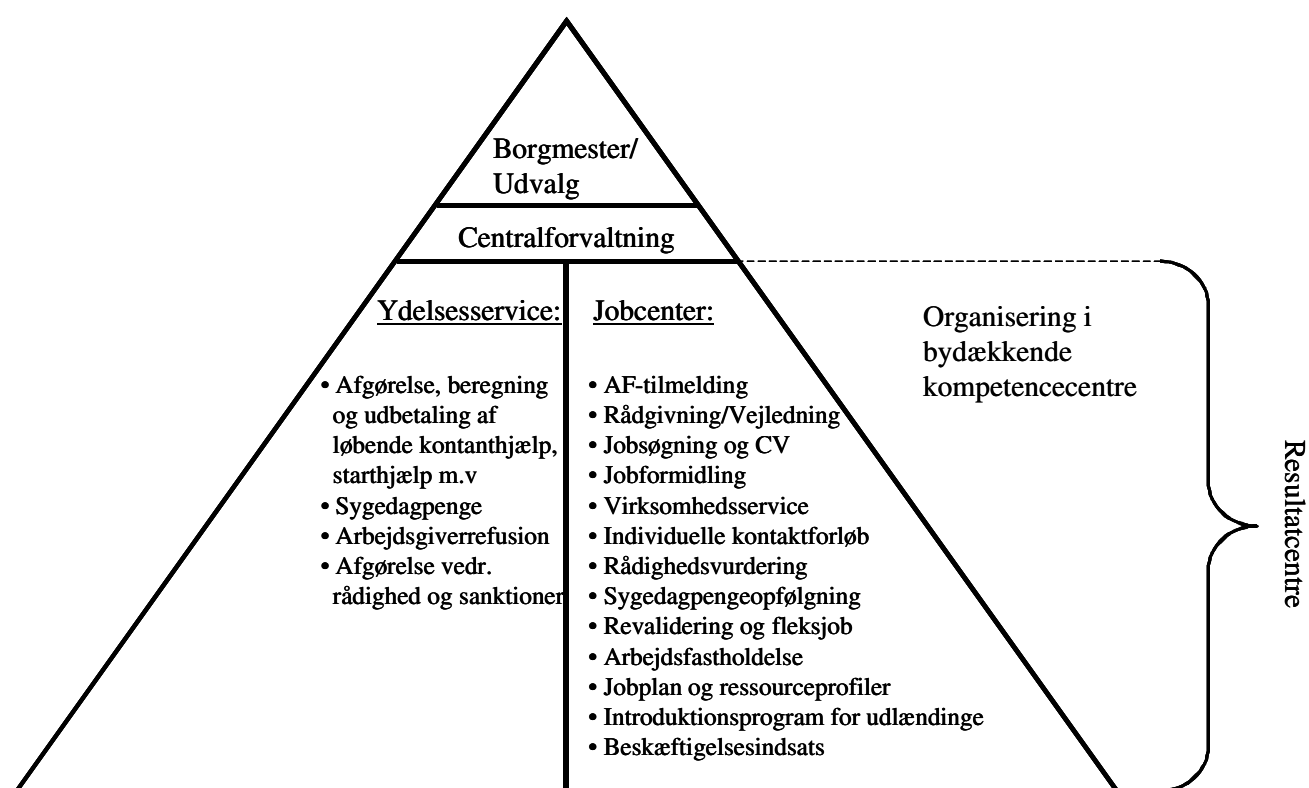 Borgmester/
Udvalg
Centralforvaltning
Ydelsesservice:
• Afgørelse, beregning
og udbetaling af
løbende kontanthjælp,
starthjælp m.v
• Sygedagpenge
• Arbejdsgiverrefusion
• Afgørelse vedr.
rådighed og sanktioner
Jobcenter:
• AF-tilmelding
• Rådgivning/Vejledning
• Jobsøgning og CV
• Jobformidling
• Virksomhedsservice
• Individuelle kontaktforløb
• Rådighedsvurdering
• Sygedagpengeopfølgning
• Revalidering og fleksjob
• Arbejdsfastholdelse
• Jobplan og ressourceprofiler
• Introduktionsprogram for udlændinge
• Beskæftigelsesindsats
Organisering i
bydækkende
kompetencecentre
Resultatcentre